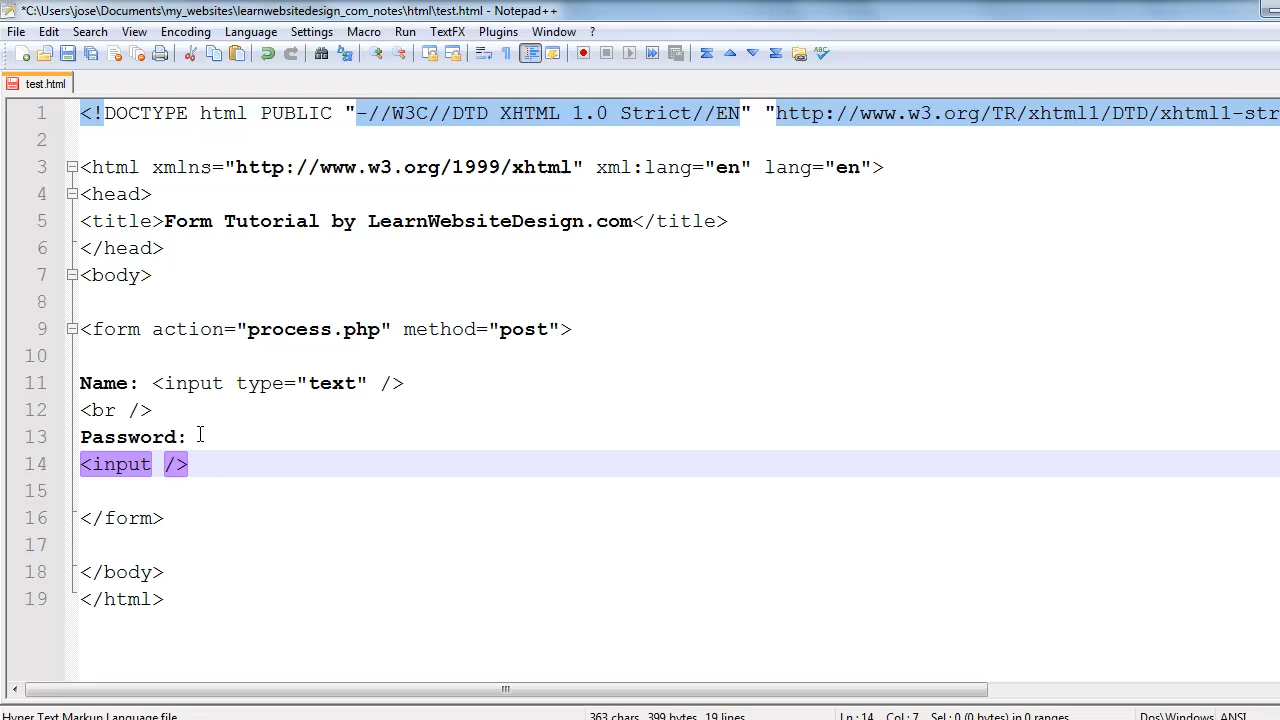 *C:\Users\jose\Documents\my_websites\learnwebsitedesign_com_notes\html\test.html - Notepad++
File Edit Search View Encoding Language Settings Macro Run TextFX Plugins Window ?
test.html
1 <!DOCTYPE html PUBLIC "-//W3C//DTD XHTML 1.0 Strict//EN" "http://www.w3.org/TR/xhtml1/DTD/xhtml1-str
2
3 <html xmlns="http://www.w3.org/1999/xhtml" xml:lang="en" lang="en">
4 <head>
5 <title>Form Tutorial by LearnWebsiteDesign.com</title>
6 </head>
7 <body>
8
9 <form action="process.php" method="post">
10
11 Name: <input type="text" />
12 <br />
13 Password:
14 <input />
15
16 </form>
17
18 </body>
19 </html>
Hyper Text Markup Language file 363 chars 399 bytes 19 lines Ln : 14 Col : 7 Sel : 0 (0 bytes) in 0 ranges Dos\Windows ANSI